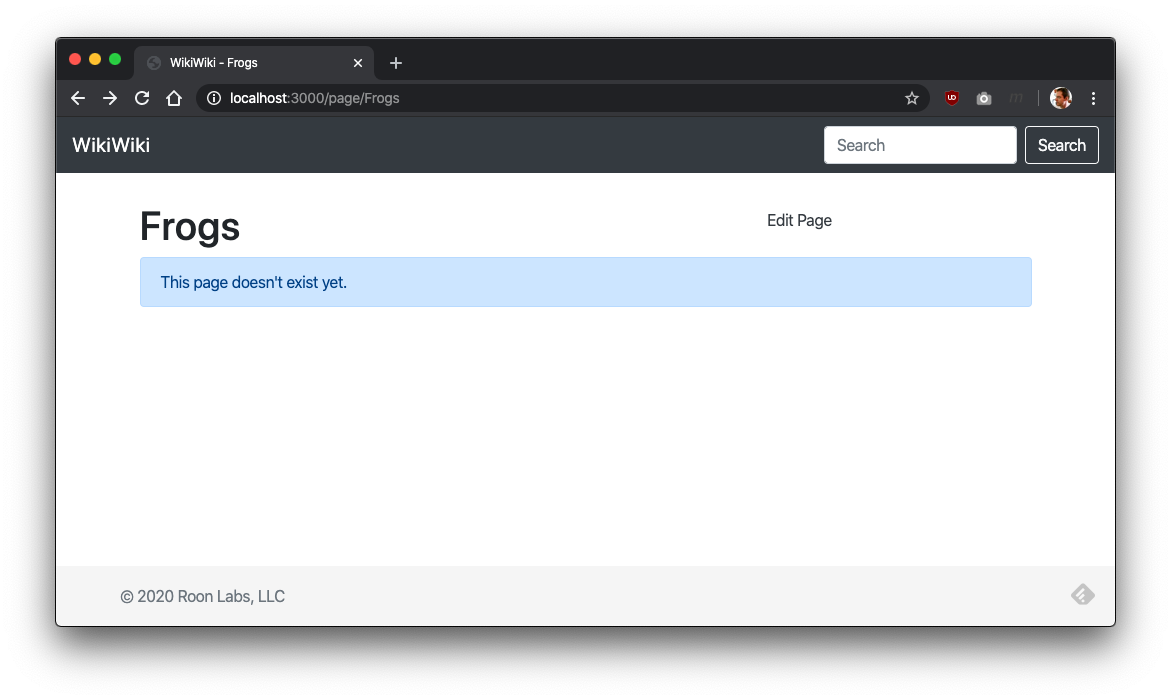 WikiWiki - Frogs
localhost:3000/page/Frogs
WikiWiki
Search
Search
Frogs
Edit Page
This page doesn't exist yet.
© 2020 Roon Labs, LLC